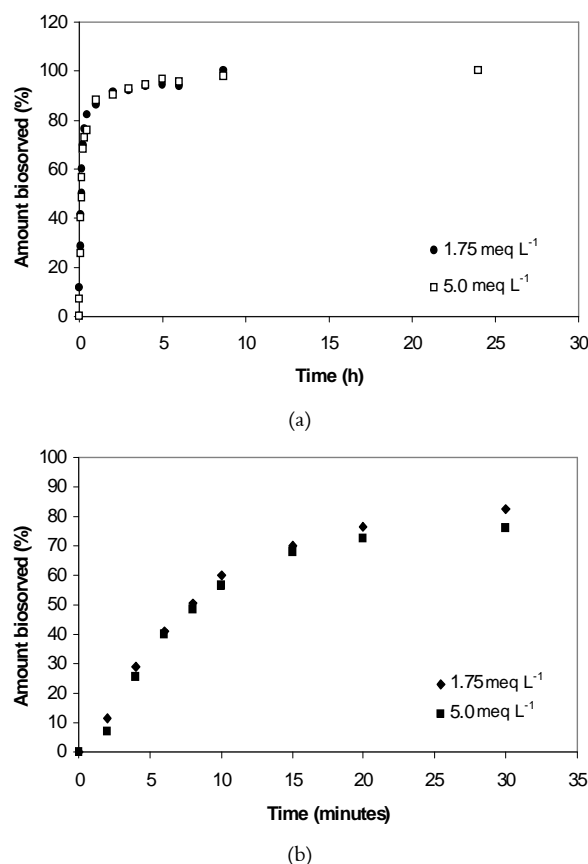 120
100
80
60
40
20
0
Amount biosorved (%)
1.75 meq L⁻¹
5.0 meq L⁻¹
0 5 10 15 20 25 30
Time (h)
(a)
100
90
80
70
60
50
40
30
20
10
0
Amount biosorved (%)
1.75 meq L⁻¹
5.0 meq L⁻¹
0 5 10 15 20 25 30 35
Time (minutes)
(b)